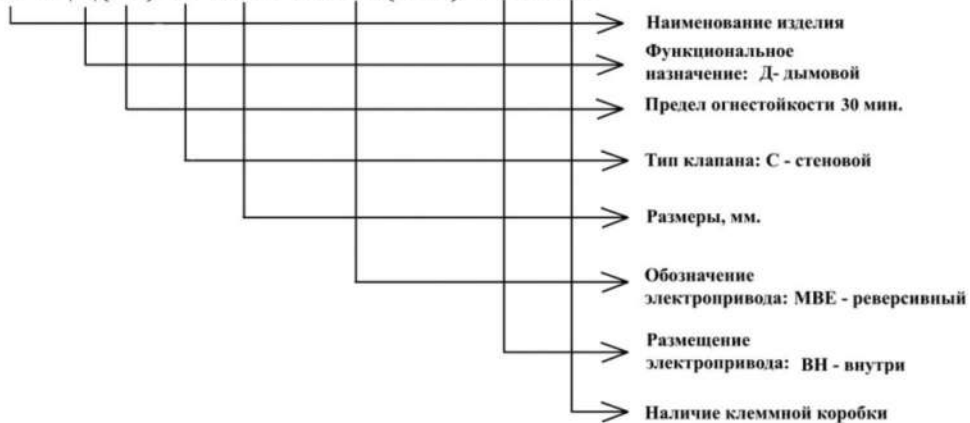 Наименование изделия
Функциональное
назначение: Д- дымовой
Предел огнестойкости 30 мин.
Тип клапана: С - стеновой
Размеры, мм.
Обозначение
электропривода: МВЕ - реверсивный
Размещение
электропривода: ВН - внутри
Наличие клеммной коробки